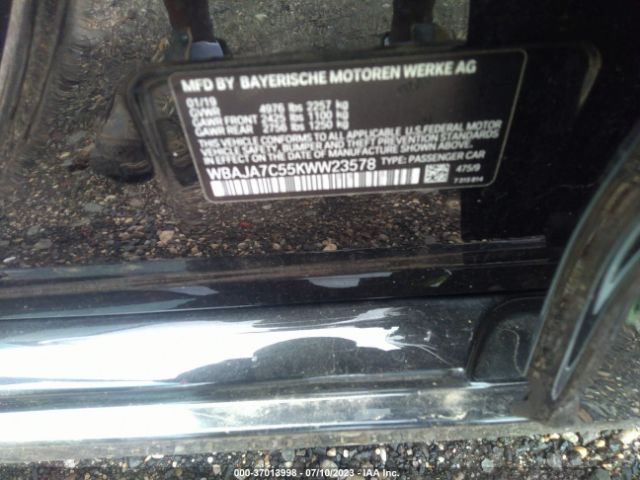 MFD BY BAYERISCHE MOTOREN WERKE AG
01/19
GVWR 4976 lbs 2257 kg
GAWR FRONT 2425 lbs 1100 kg
GAWR REAR 2756 lbs 1250 kg
THIS VEHICLE CONFORMS TO ALL APPLICABLE U.S. FEDERAL MOTOR
VEHICLE SAFETY, BUMPER AND THEFT PREVENTION STANDARDS
IN EFFECT ON THE DATE OF MANUFACTURE SHOWN ABOVE.
WBAJA7C55KWW23578 TYPE: PASSENGER CAR
475/9
000-37013998 - 07/10/2023 - IAA Inc.